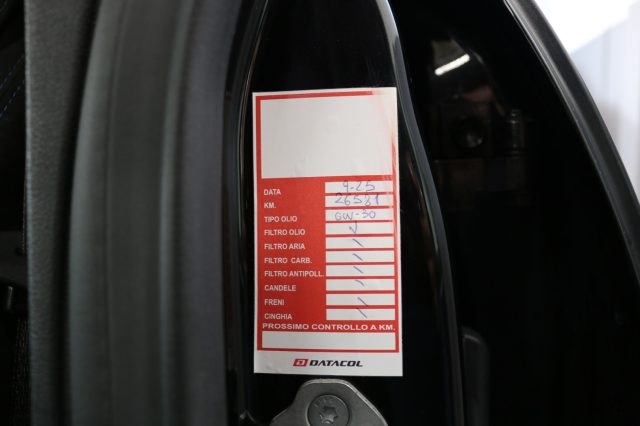 DATA 9-25
KM. 26581
TIPO OLIO 0W-30
FILTRO OLIO ✓
FILTRO ARIA \
FILTRO CARB. \
FILTRO ANTIPOLL. \
CANDELE \
FRENI \
CINGHIA \
PROSSIMO CONTROLLO A KM.
DATACOL